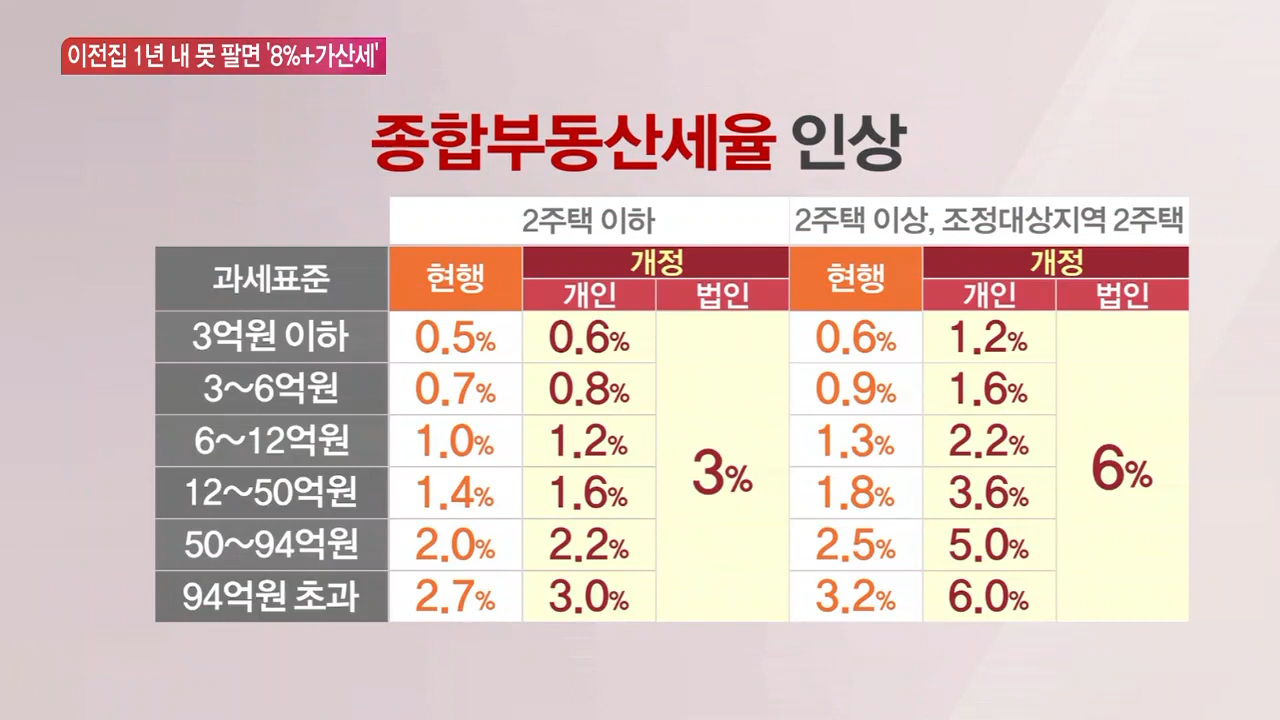 이전집 1년 내 못 팔면 '8%+가산세'
종합부동산세율 인상
2주택 이하 2주택 이상, 조정대상지역 2주택
과세표준 현행 개정 현행 개정
개인 법인 개인 법인
3억원 이하 0.5% 0.6% 0.6% 1.2%
3~6억원 0.7% 0.8% 0.9% 1.6%
6~12억원 1.0% 1.2% 1.3% 2.2%
3% 6%
12~50억원 1.4% 1.6% 1.8% 3.6%
50~94억원 2.0% 2.2% 2.5% 5.0%
94억원 초과 2.7% 3.0% 3.2% 6.0%